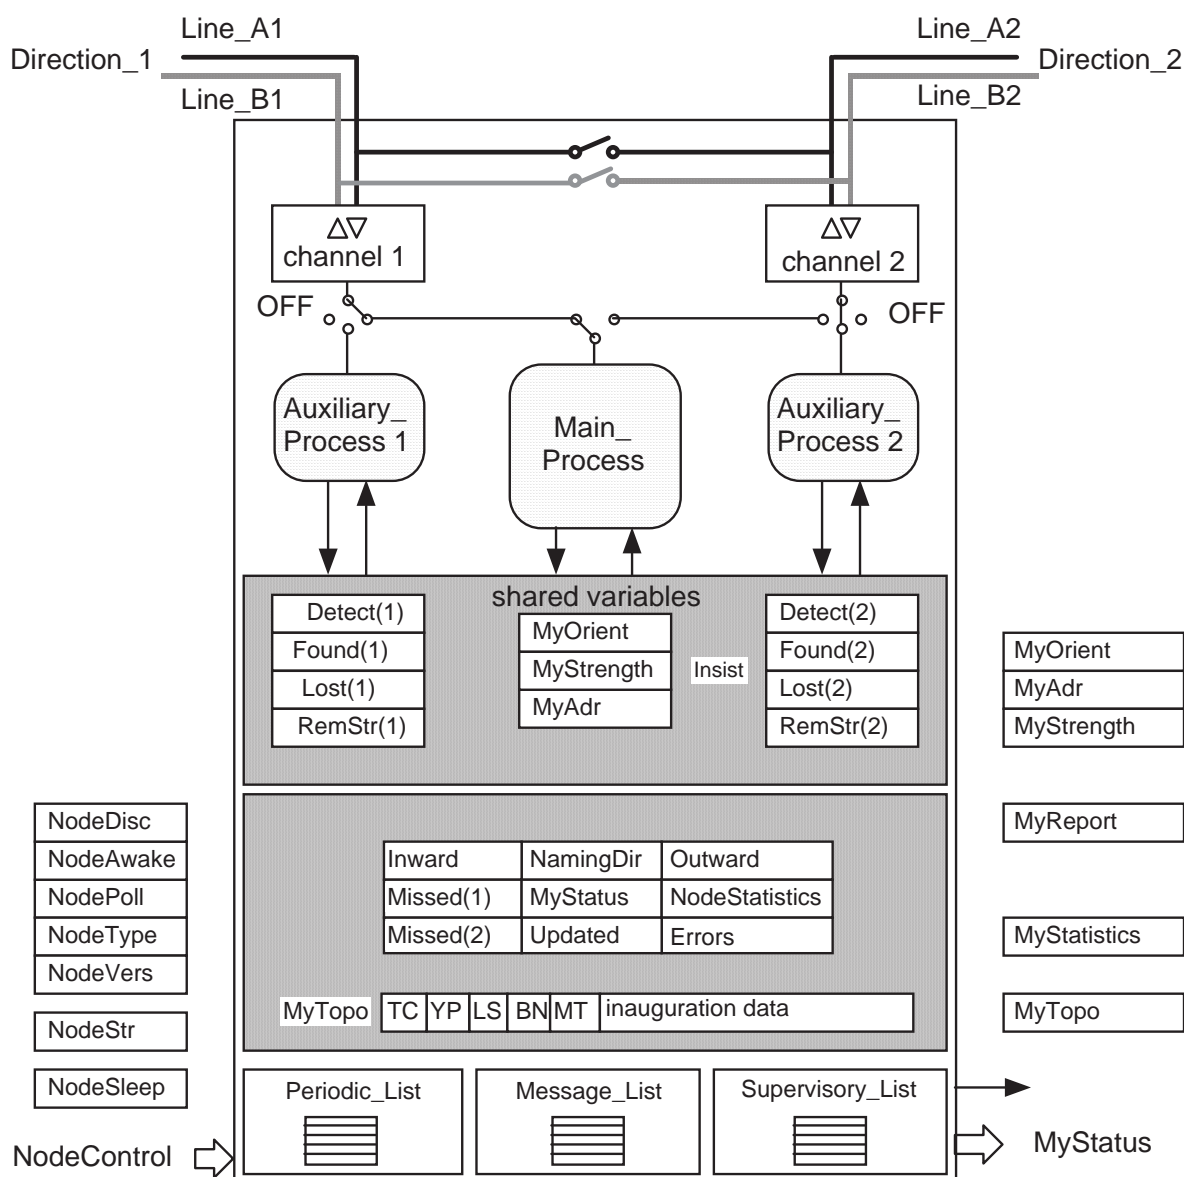 Line_A1
Line_A2
Direction_1
Direction_2
Line_B1
Line_B2
channel 1
channel 2
OFF
OFF
Auxiliary_
Process 1
Main_
Process
Auxiliary_
Process 2
shared variables
Detect(1)
Found(1)
Lost(1)
RemStr(1)
MyOrient
MyStrength
MyAdr
Insist
Detect(2)
Found(2)
Lost(2)
RemStr(2)
MyOrient
MyAdr
MyStrength
NodeDisc
NodeAwake
NodePoll
NodeType
NodeVers
NodeStr
NodeSleep
Inward NamingDir Outward
Missed(1) MyStatus NodeStatistics
Missed(2) Updated Errors
MyTopo TC YP LS BN MT inauguration data
MyReport
MyStatistics
MyTopo
Periodic_List
Message_List
Supervisory_List
NodeControl
MyStatus